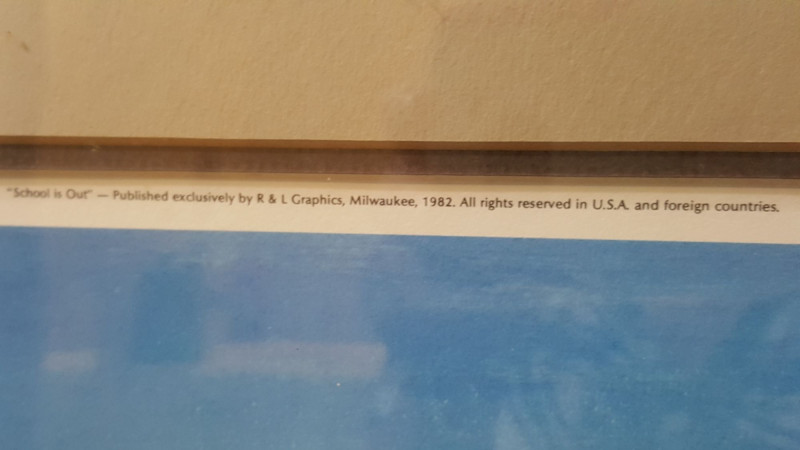 "School is Out" — Published exclusively by R & L Graphics, Milwaukee, 1982. All rights reserved in U.S.A. and foreign countries.